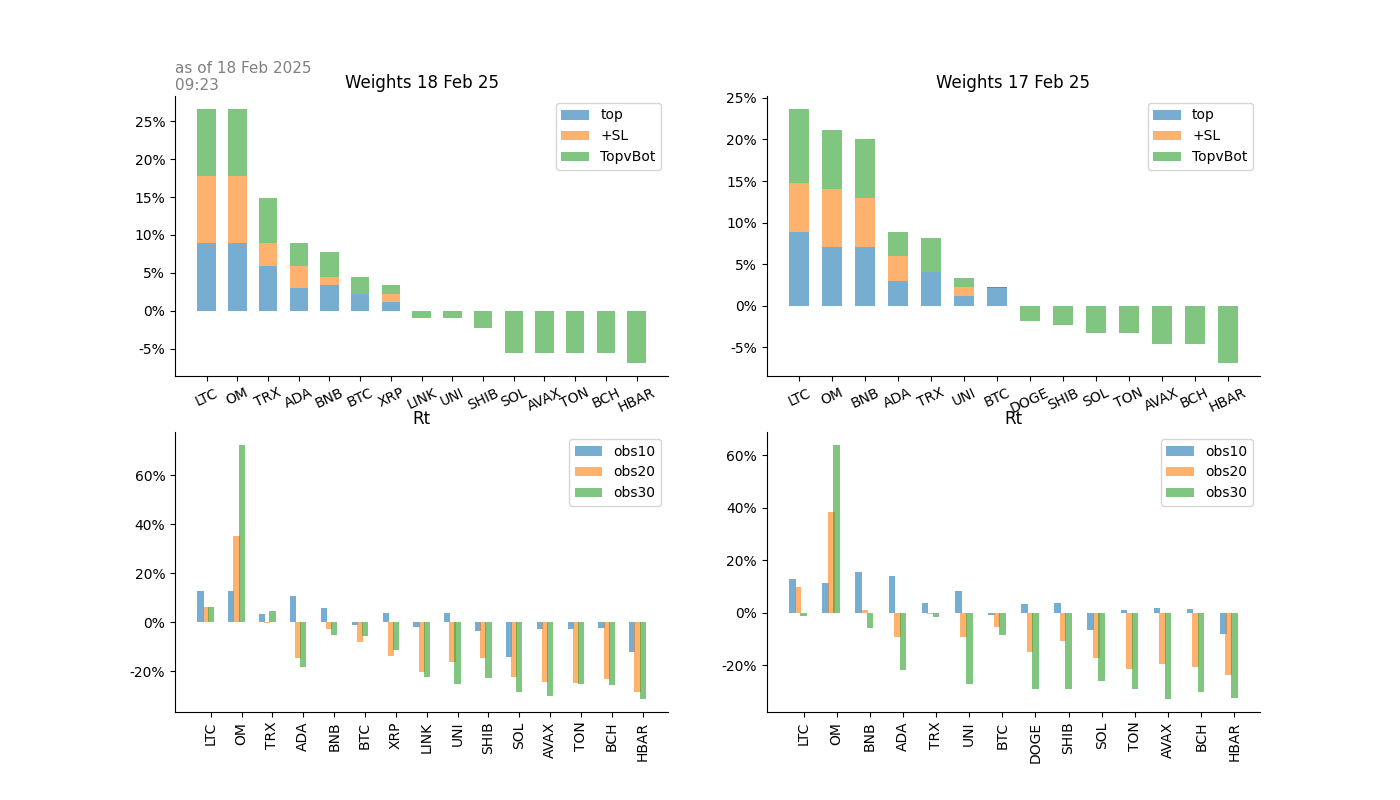 as of 18 Feb 2025
09:23
Weights 18 Feb 25
25%
20%
15%
10%
5%
0%
-5%
top
+SL
TopvBot
LTC OM TRX ADA BNB BTC XRP LINK UNI SHIB SOL AVAX TON BCH HBAR
Weights 17 Feb 25
25%
20%
15%
10%
5%
0%
-5%
top
+SL
TopvBot
LTC OM BNB ADA TRX UNI BTC DOGE SHIB SOL TON AVAX BCH HBAR
Rt
60%
40%
20%
0%
-20%
obs10
obs20
obs30
LTC OM TRX ADA BNB BTC XRP LINK UNI SHIB SOL AVAX TON BCH HBAR
Rt
60%
40%
20%
0%
-20%
obs10
obs20
obs30
LTC OM BNB ADA TRX UNI BTC DOGE SHIB SOL TON AVAX BCH HBAR